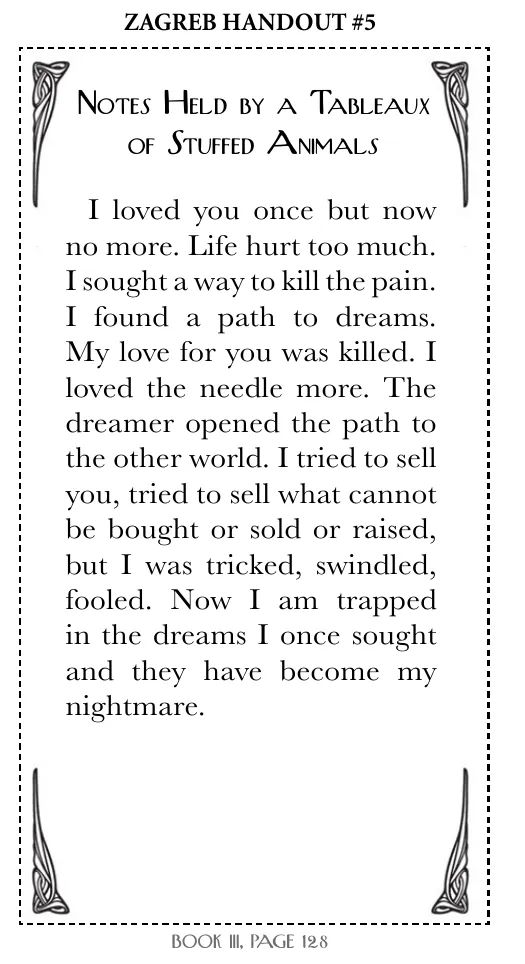 ZAGREB HANDOUT #5
Notes Held by a Tableaux
of Stuffed Animals
I loved you once but now
no more. Life hurt too much.
I sought a way to kill the pain.
I found a path to dreams.
My love for you was killed. I
loved the needle more. The
dreamer opened the path to
the other world. I tried to sell
you, tried to sell what cannot
be bought or sold or raised,
but I was tricked, swindled,
fooled. Now I am trapped
in the dreams I once sought
and they have become my
nightmare.
BOOK III, PAGE 128